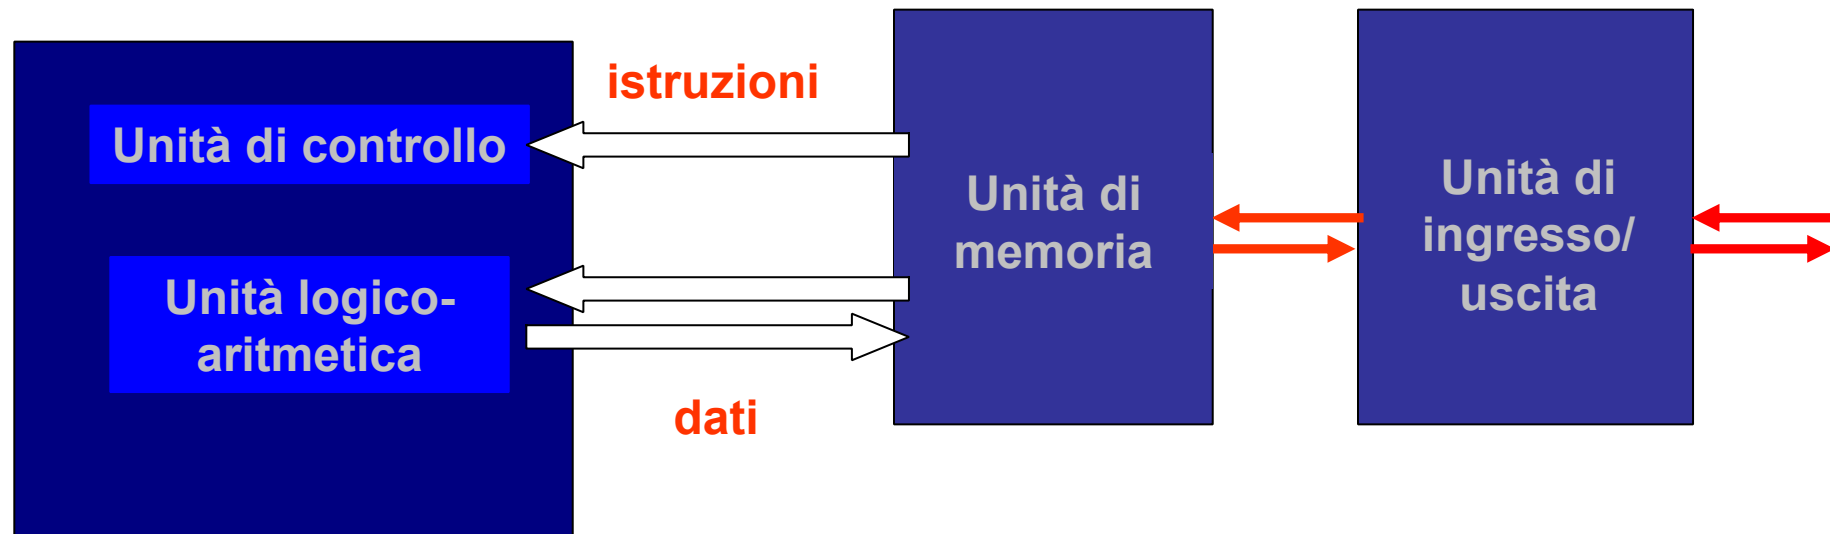 istruzioni
Unità di controllo
Unità logico-
aritmetica
dati
Unità di
memoria
Unità di
ingresso/
uscita